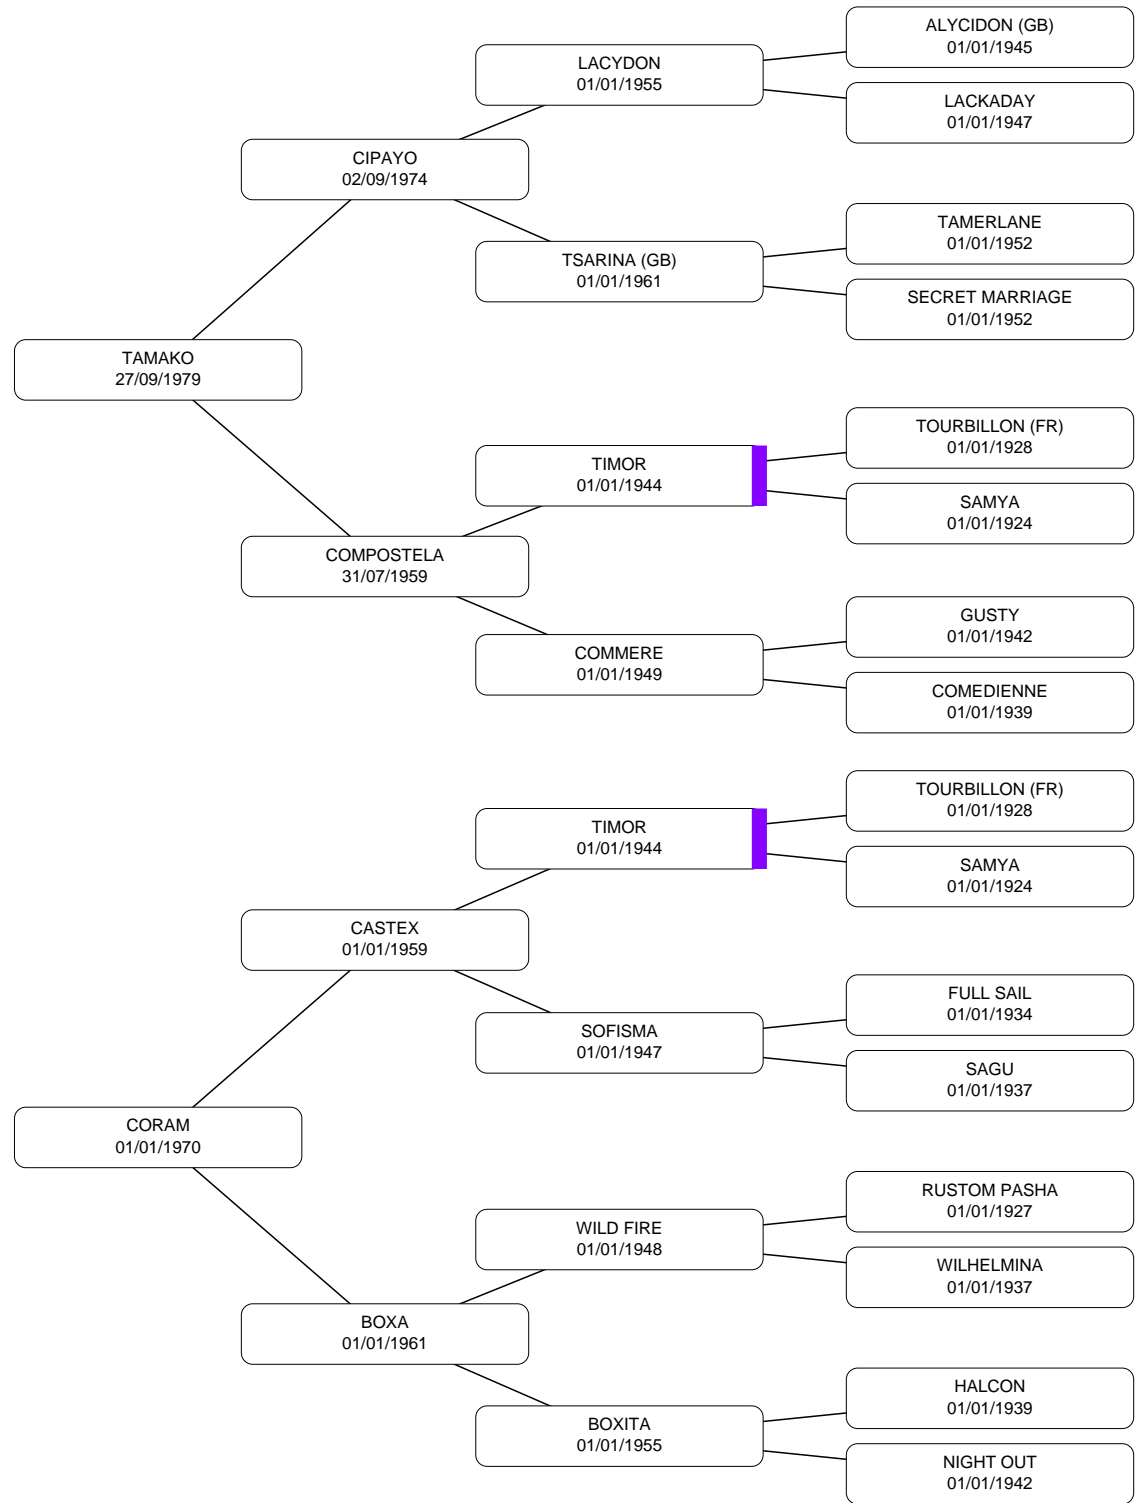 ALYCIDON (GB)
01/01/1945
LACYDON
01/01/1955
LACKADAY
01/01/1947
CIPAYO
02/09/1974
TAMERLANE
01/01/1952
TSARINA (GB)
01/01/1961
SECRET MARRIAGE
01/01/1952
TAMAKO
27/09/1979
TOURBILLON (FR)
01/01/1928
TIMOR
01/01/1944
SAMYA
01/01/1924
COMPOSTELA
31/07/1959
GUSTY
01/01/1942
COMMERE
01/01/1949
COMEDIENNE
01/01/1939
TOURBILLON (FR)
01/01/1928
TIMOR
01/01/1944
SAMYA
01/01/1924
CASTEX
01/01/1959
FULL SAIL
01/01/1934
SOFISMA
01/01/1947
SAGU
01/01/1937
CORAM
01/01/1970
RUSTOM PASHA
01/01/1927
WILD FIRE
01/01/1948
WILHELMINA
01/01/1937
BOXA
01/01/1961
HALCON
01/01/1939
BOXITA
01/01/1955
NIGHT OUT
01/01/1942